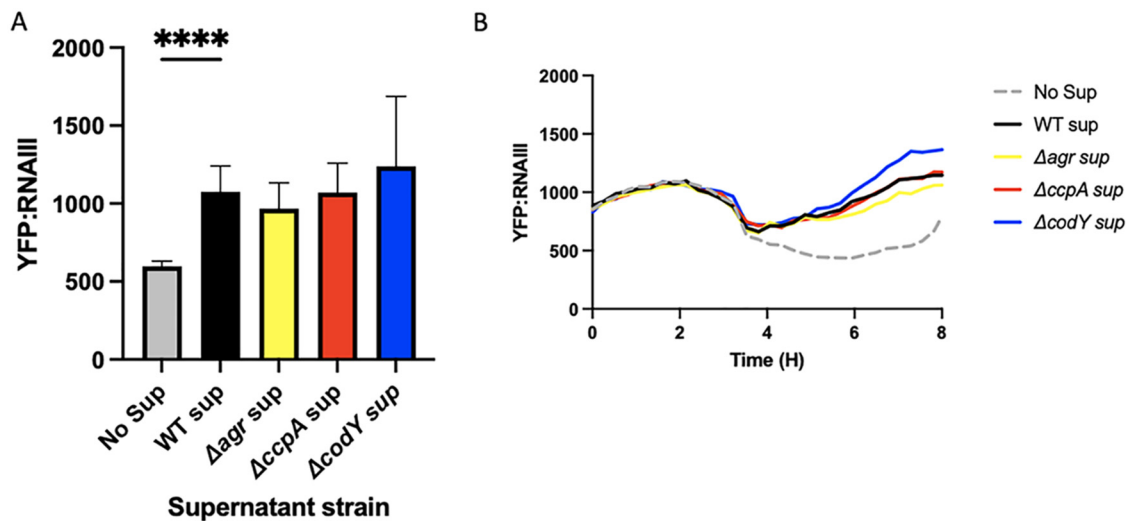 A
****
2000
1500
1000
500
0
YFP:RNAIII
No Sup
WT sup
Δagr sup
ΔccpA sup
ΔcodY sup
Supernatant strain
B
2000
1500
1000
500
0
YFP:RNAIII
0 2 4 6 8
Time (H)
No Sup
WT sup
Δagr sup
ΔccpA sup
ΔcodY sup